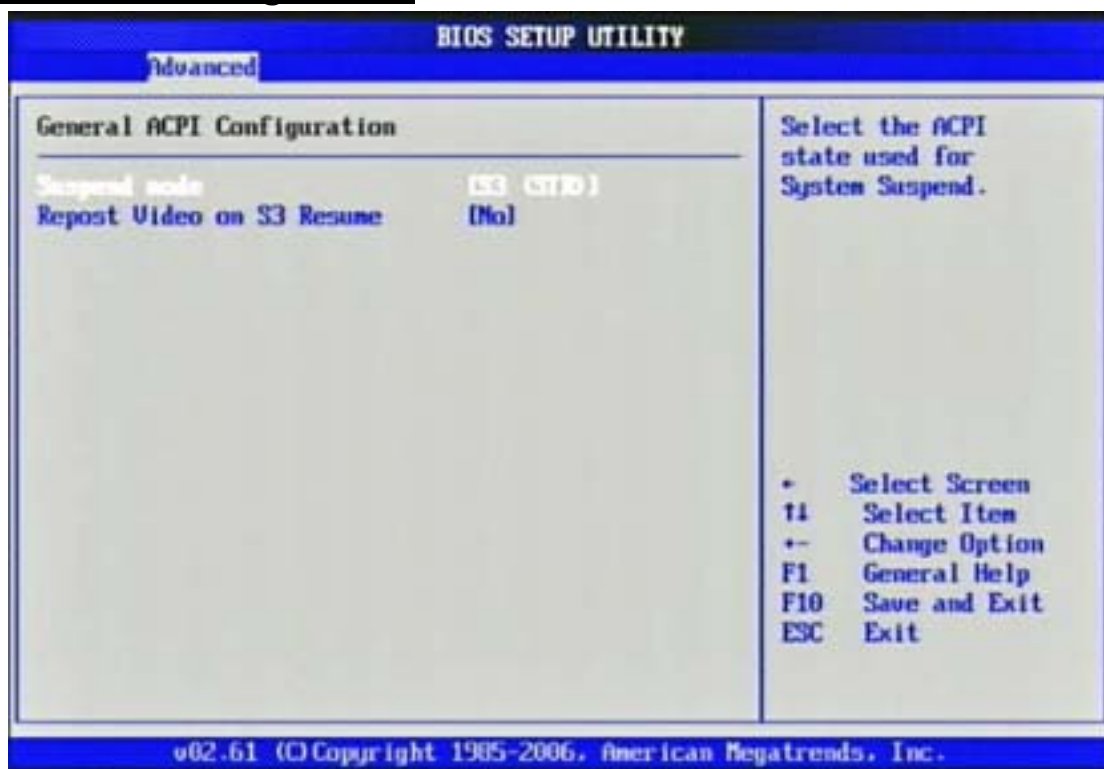 BIOS SETUP UTILITY
Advanced
General ACPI Configuration
Suspend mode [S3 (STR)]
Repost Video on S3 Resume [No]
Select the ACPI
state used for
System Suspend.
← Select Screen
↑↓ Select Item
+- Change Option
F1 General Help
F10 Save and Exit
ESC Exit
v02.61 (C)Copyright 1985-2006, American Megatrends, Inc.